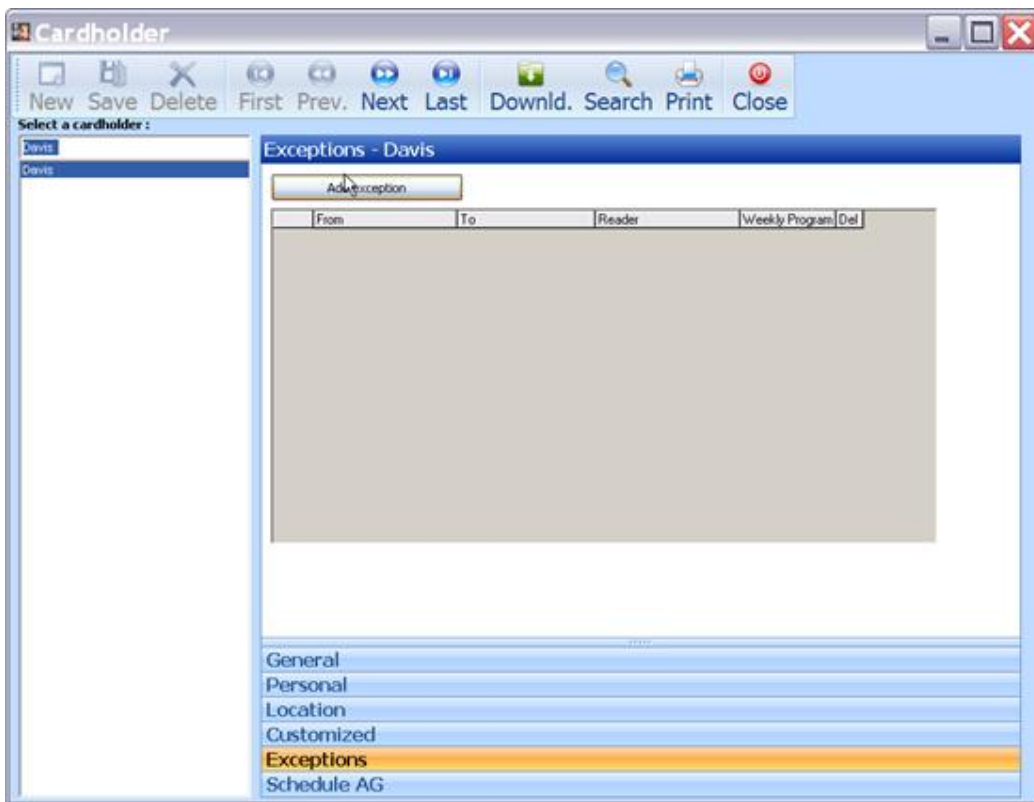 Cardholder
New Save Delete First Prev. Next Last Downld. Search Print Close
Select a cardholder :
Davis
Davis
Exceptions - Davis
Add exception
From To Reader Weekly Program Del
General
Personal
Location
Customized
Exceptions
Schedule AG